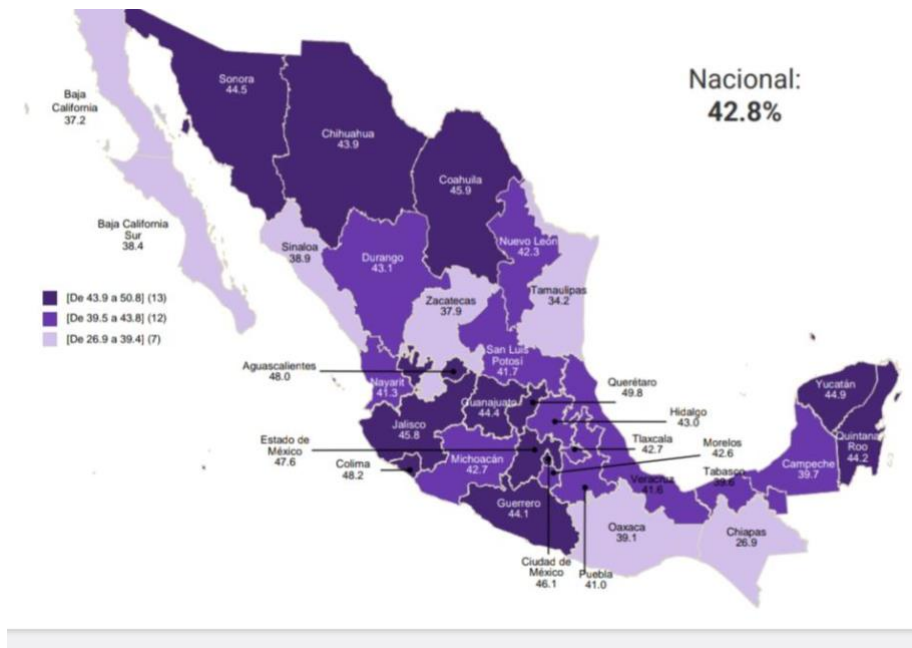 Nacional:
42.8%
Sonora
44.5
Baja
California
37.2
Chihuahua
43.9
Coahuila
45.9
Baja California
Sur
38.4
Sinaloa
38.9
Durango
43.1
Nuevo León
42.3
Tamaulipas
34.2
Zacatecas
37.9
[De 43.9 a 50.8] (13)
[De 39.5 a 43.8] (12)
[De 26.9 a 39.4] (7)
San Luis
Potosí
41.7
Aguascalientes
48.0
Nayarit
41.3
Guanajuato
44.4
Querétaro
49.8
Yucatán
44.9
Hidalgo
43.0
Jalisco
45.8
Quintana
Roo
44.2
Estado de
México
47.6
Tlaxcala
42.7
Morelos
42.6
Colima
48.2
Michoacán
42.7
Campeche
39.7
Tabasco
39.6
Veracruz
41.6
Guerrero
44.1
Oaxaca
39.1
Chiapas
26.9
Ciudad de
México
46.1
Puebla
41.0